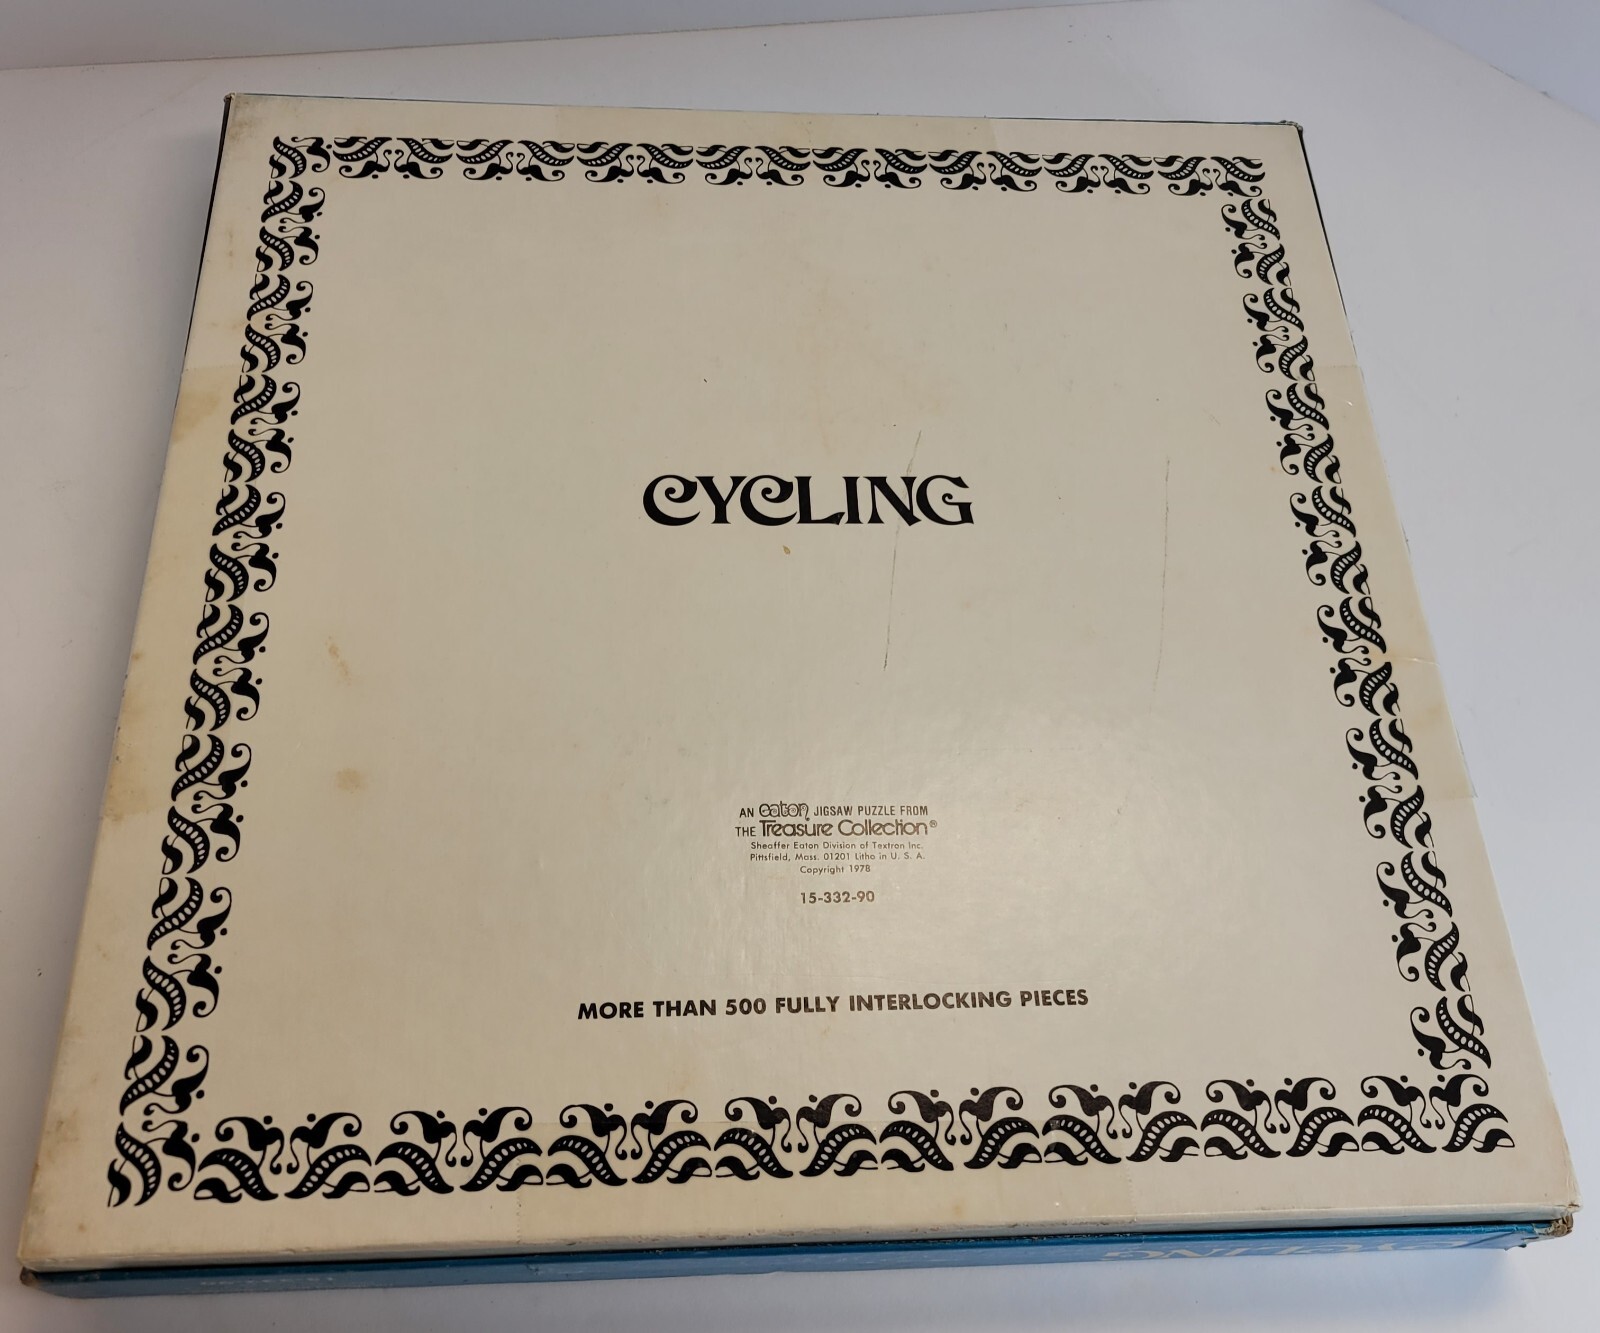 CYCLING
AN eaton JIGSAW PUZZLE FROM
THE Treasure Collection®
Sheaffer Eaton Division of Textron Inc.
Pittsfield, Mass. 01201 Litho in U. S. A.
Copyright 1978
15-332-90
MORE THAN 500 FULLY INTERLOCKING PIECES
CYCLING